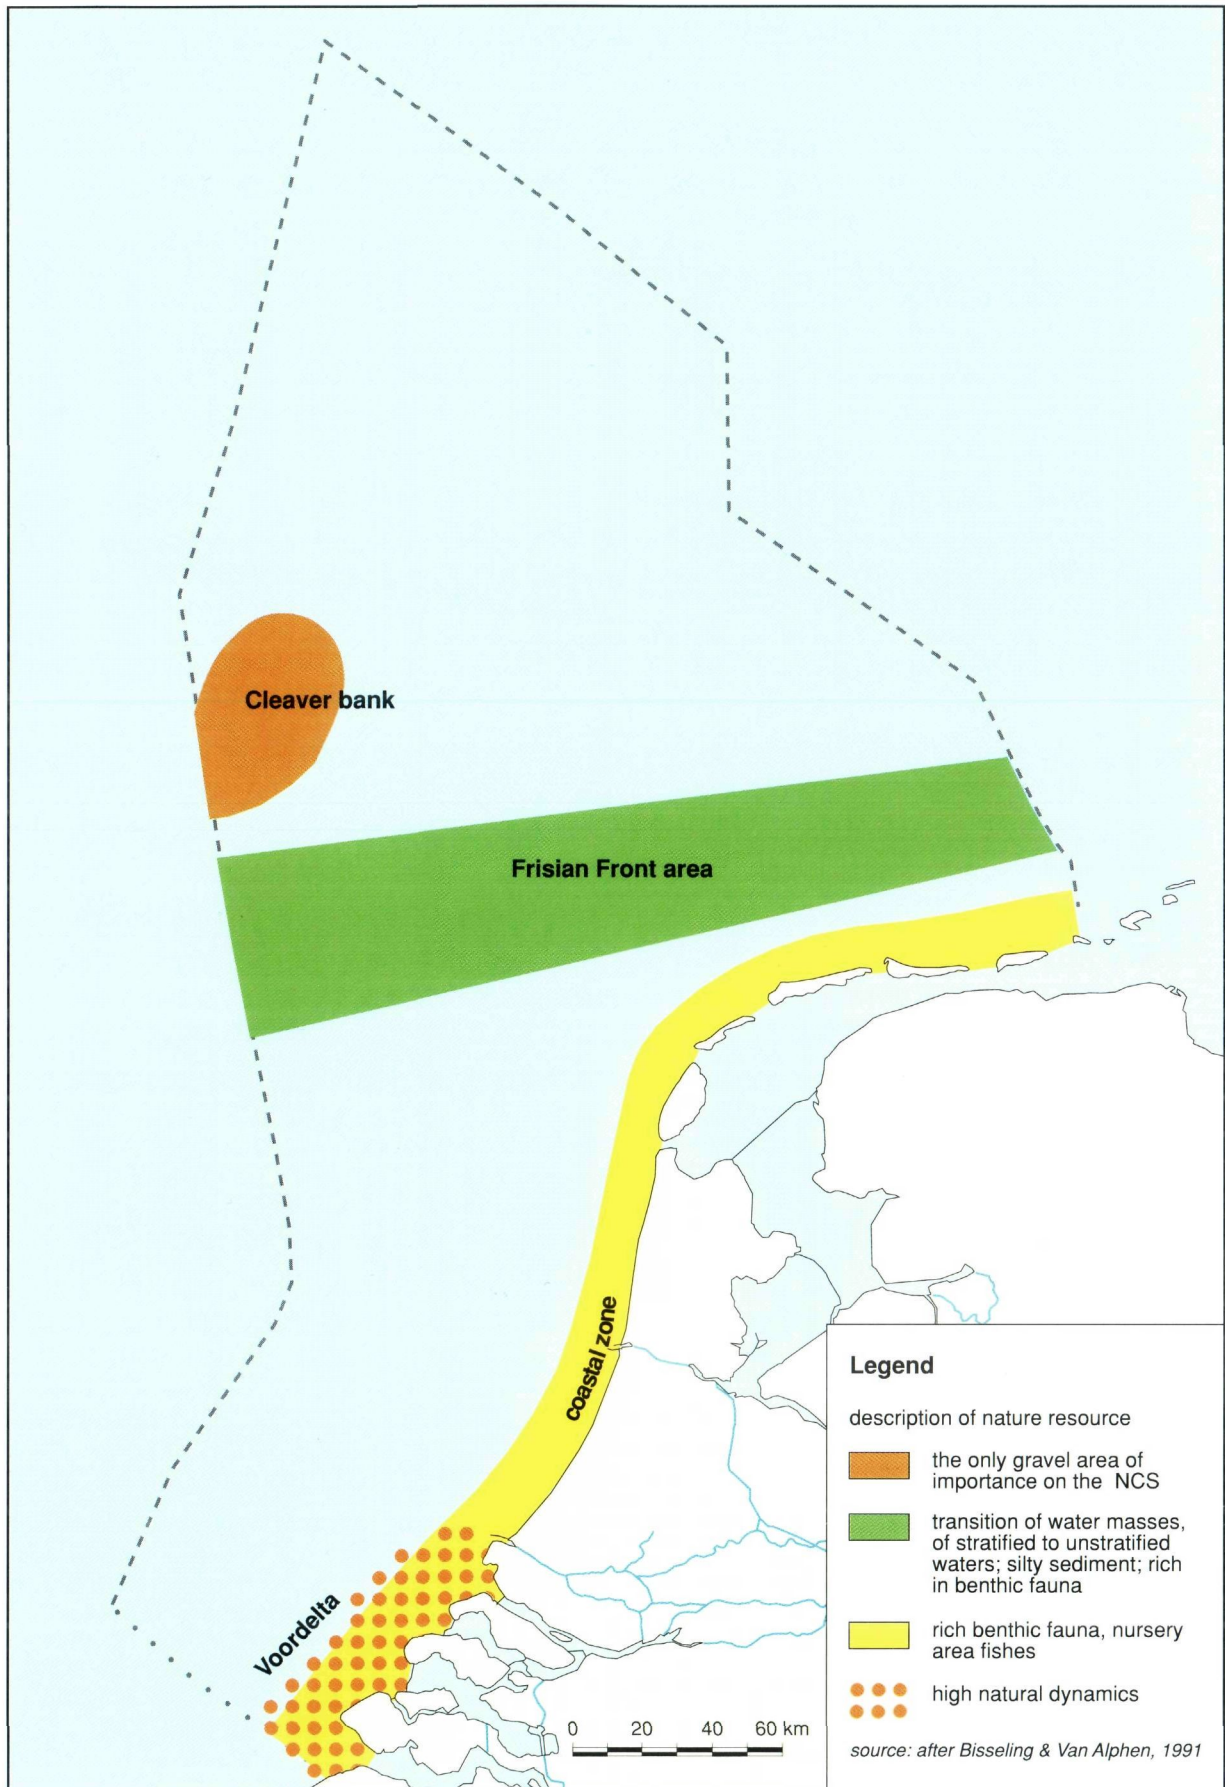 Cleaver bank
Frisian Front area
coastal zone
Voordelta
0 20 40 60 km
Legend
description of nature resource
the only gravel area of
importance on the NCS
transition of water masses,
of stratified to unstratified
waters; silty sediment; rich
in benthic fauna
rich benthic fauna, nursery
area fishes
high natural dynamics
source: after Bisseling & Van Alphen, 1991